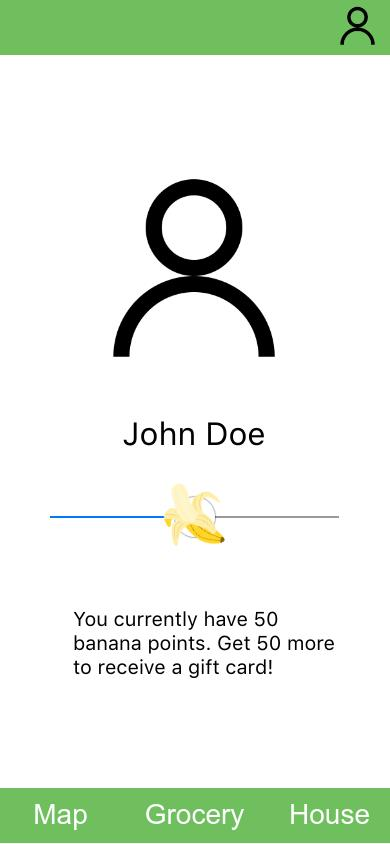 John Doe
You currently have 50
banana points. Get 50 more
to receive a gift card!
Map Grocery House